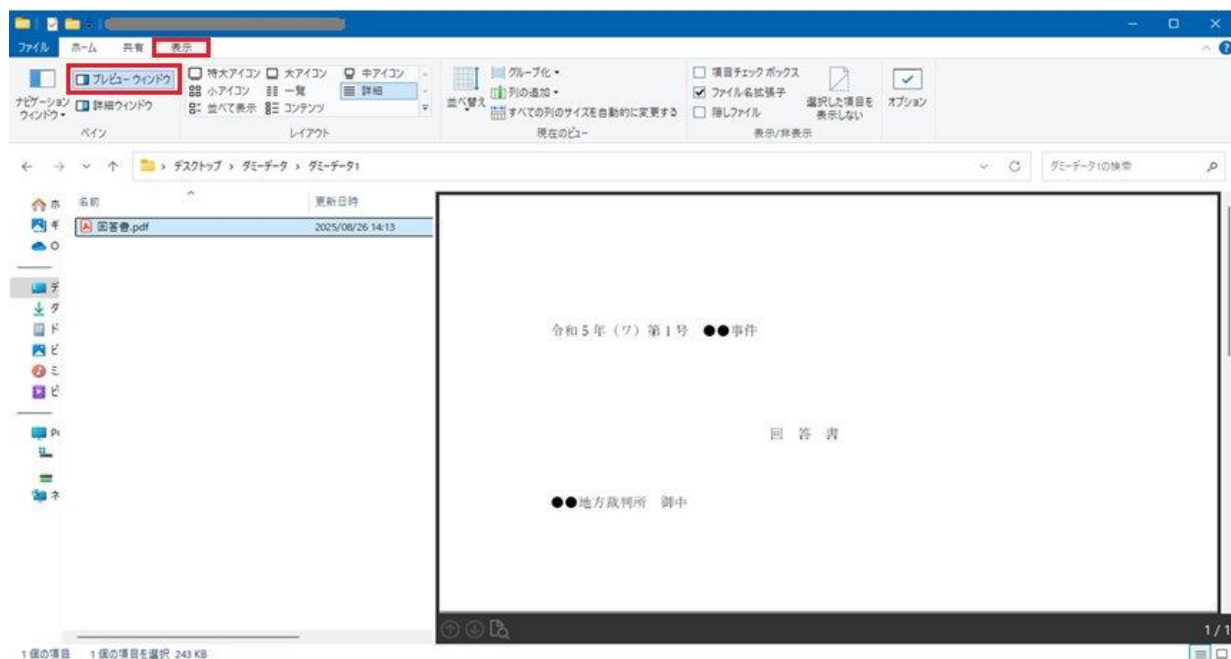 ファイル ホーム 共有 表示
ナビゲーション ウィンドウ
プレビュー ウィンドウ
詳細ウィンドウ
ペイン
特大アイコン 大アイコン 中アイコン
小アイコン 一覧 詳細
並べて表示 コンテンツ
レイアウト
並べ替え
グループ化
列の追加
すべての列のサイズを自動的に変更する
現在のビュー
項目チェック ボックス
ファイル名拡張子
隠しファイル
選択した項目を
表示しない
表示/非表示
オプション
デスクトップ › ダミーデータ › ダミーデータ1
ダミーデータ1の検索
名前 更新日時
回答書.pdf 2025/08/26 14:13
ホ
ギ
O
デ
ダ
ド
ピ
ミ
ビ
ネ
令和5年(ワ)第1号 ●●事件
回 答 書
●●地方裁判所 御中
1 / 1
1 個の項目 1 個の項目を選択 243 KB